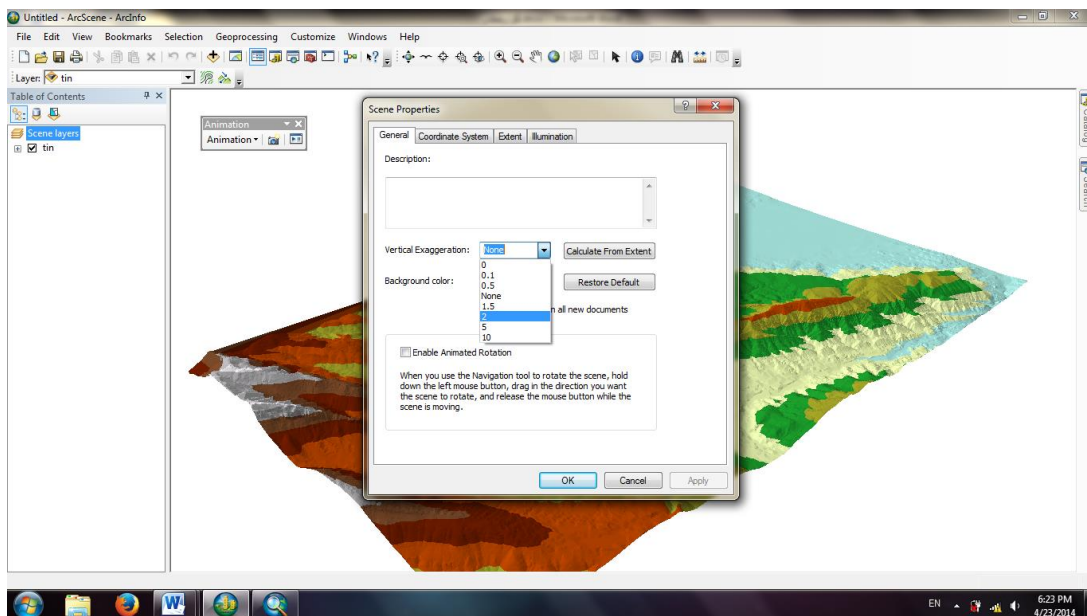 Untitled - ArcScene - ArcInfo
File Edit View Bookmarks Selection Geoprocessing Customize Windows Help
Layer: tin
Table of Contents
Scene layers
tin
Animation
Animation
Scene Properties
General Coordinate System Extent Illumination
Description:
Vertical Exaggeration: None Calculate From Extent
0
0.1
0.5
None
1.5
2
5
10
Background color: Restore Default
all new documents
Enable Animated Rotation
When you use the Navigation tool to rotate the scene, hold
down the left mouse button, drag in the direction you want
the scene to rotate, and release the mouse button while the
scene is moving.
OK Cancel Apply
EN
6:23 PM
4/23/2014